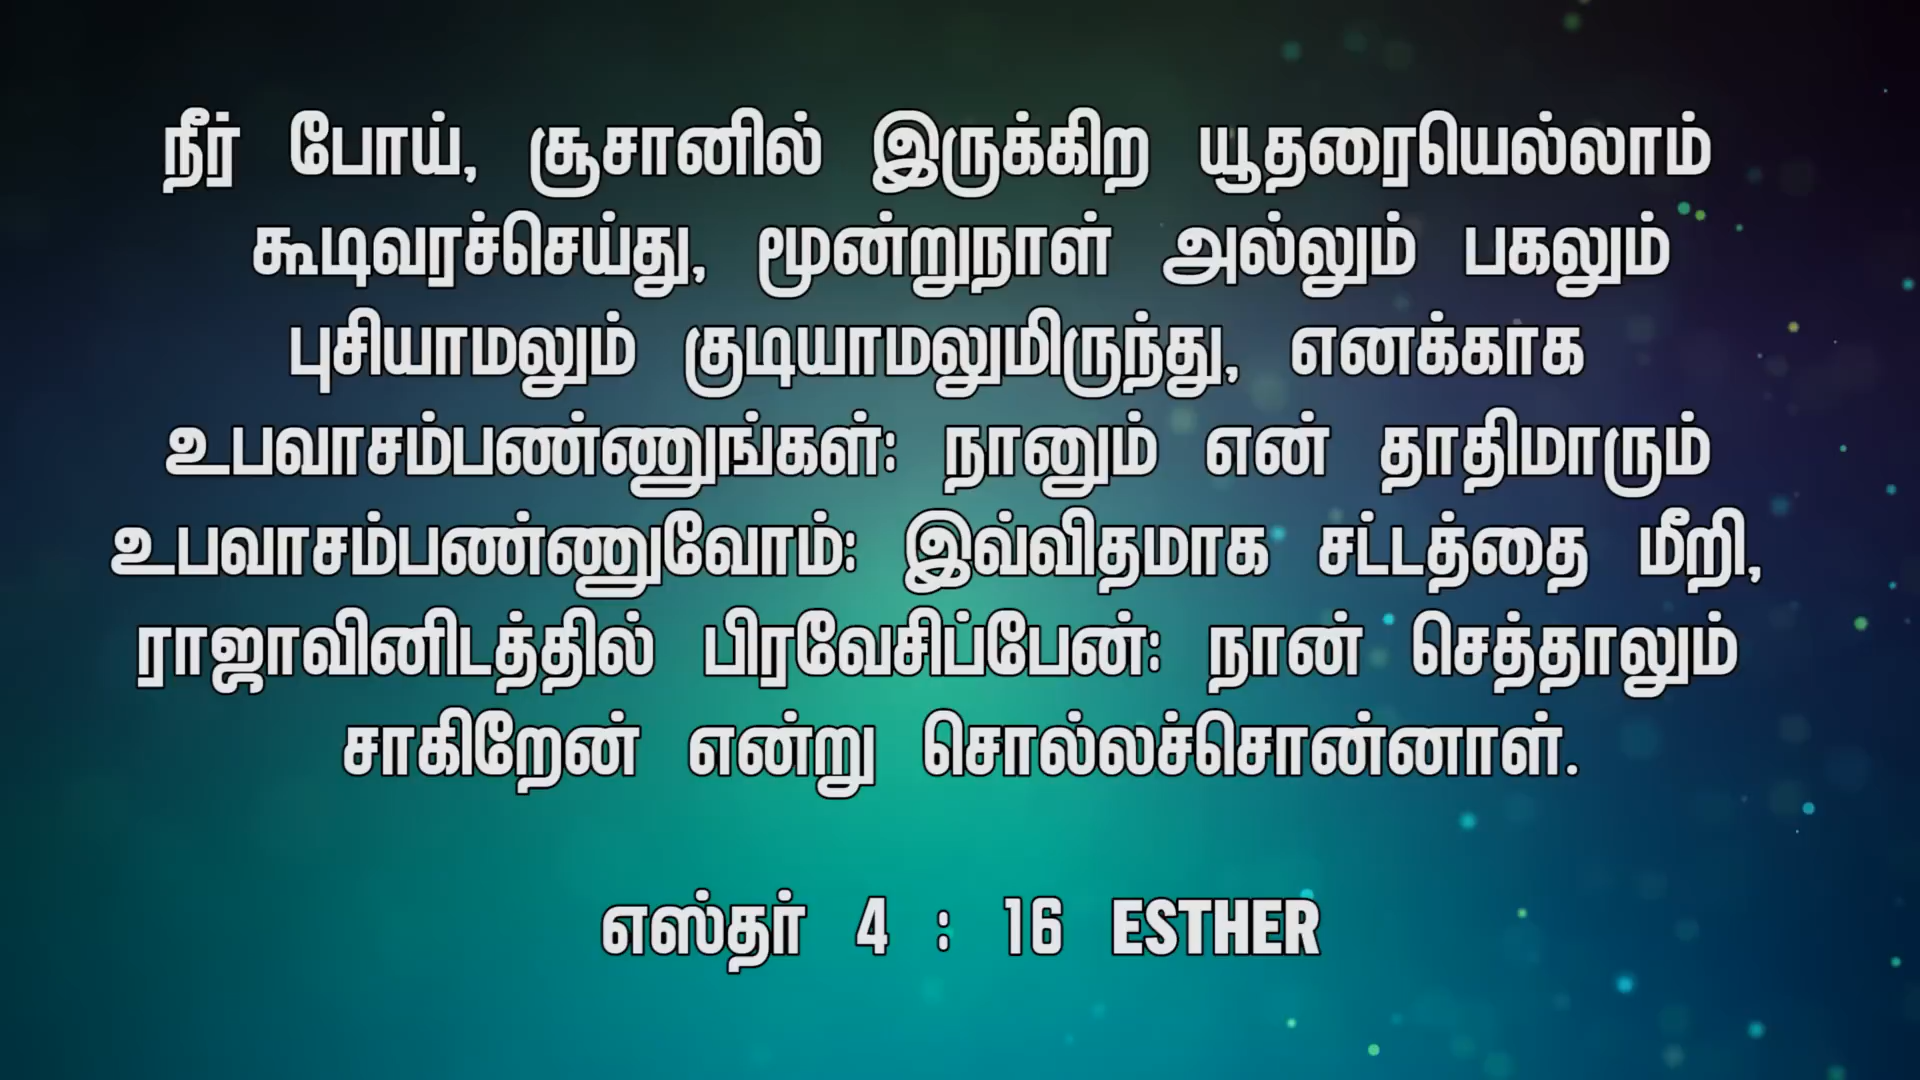 நீர் போய், சூசானில் இருக்கிற யூதரையெல்லாம்
கூடிவரச்செய்து, மூன்றுநாள் அல்லும் பகலும்
புசியாமலும் குடியாமலுமிருந்து, எனக்காக
உபவாசம்பண்ணுங்கள்: நானும் என் தாதிமாரும்
உபவாசம்பண்ணுவோம்: இவ்விதமாக சட்டத்தை மீறி,
ராஜாவினிடத்தில் பிரவேசிப்பேன்: நான் செத்தாலும்
சாகிறேன் என்று சொல்லச்சொன்னாள்.
எஸ்தர் 4 : 16 ESTHER